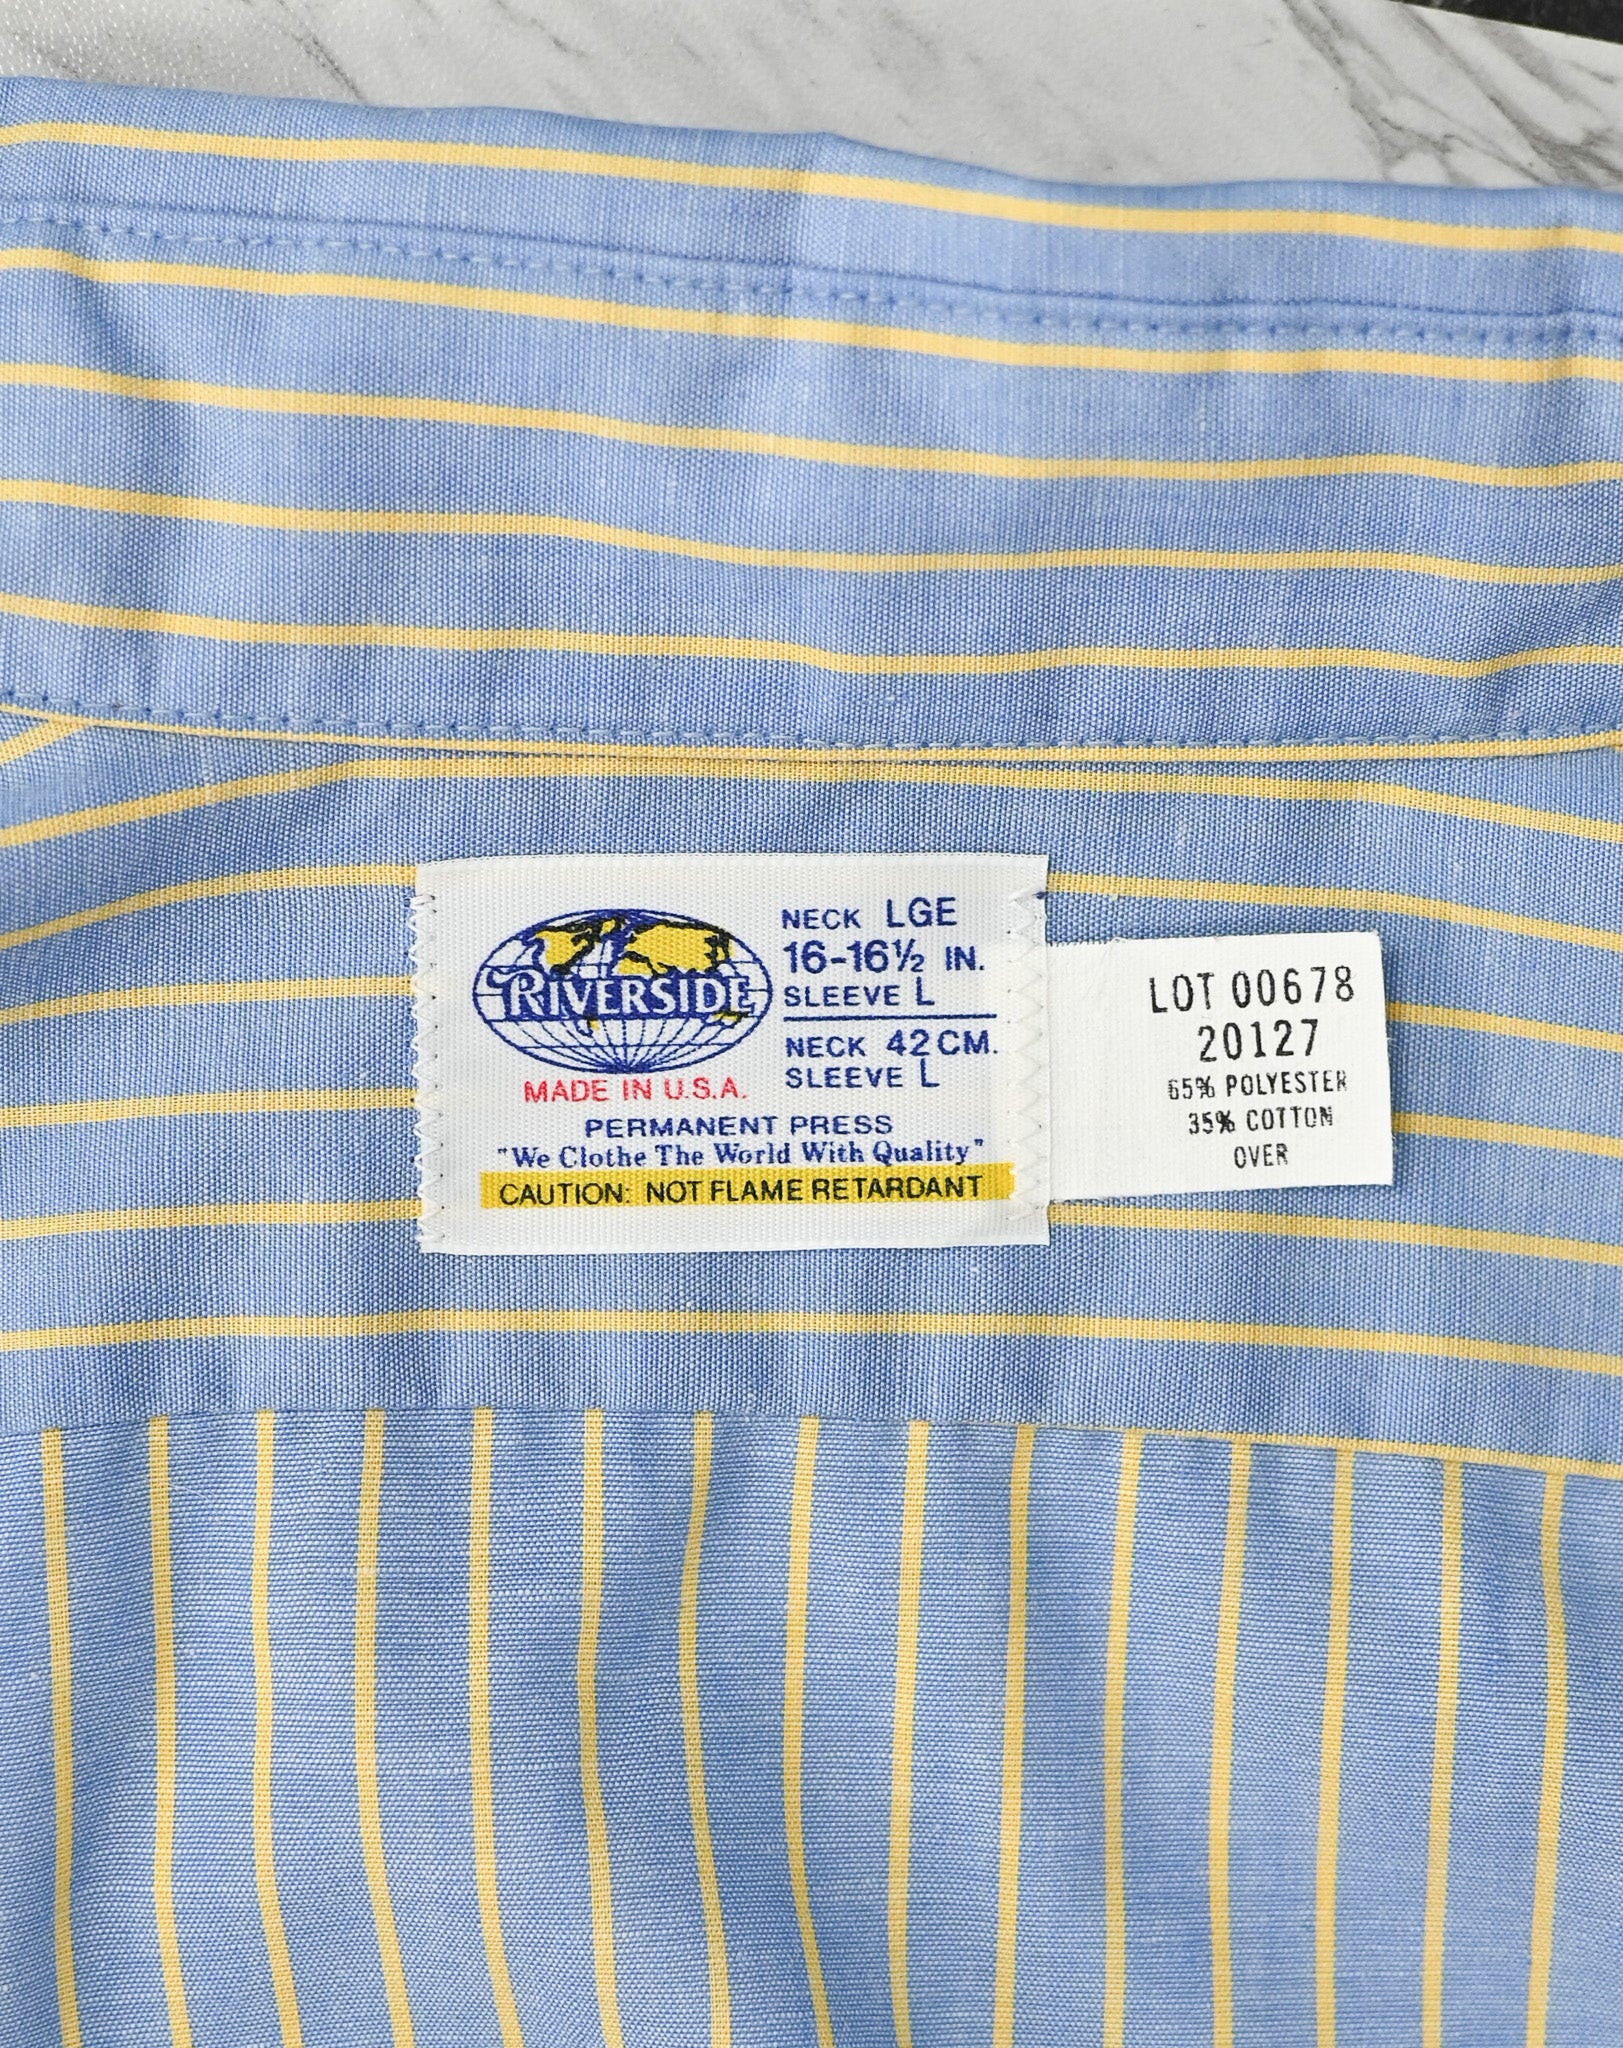 RIVERSIDE
MADE IN U.S.A.
NECK LGE
16-16½ IN.
SLEEVE L
NECK 42 CM.
SLEEVE L
PERMANENT PRESS
"We Clothe The World With Quality"
CAUTION: NOT FLAME RETARDANT
LOT 00678
20127
65% POLYESTER
35% COTTON
OVER